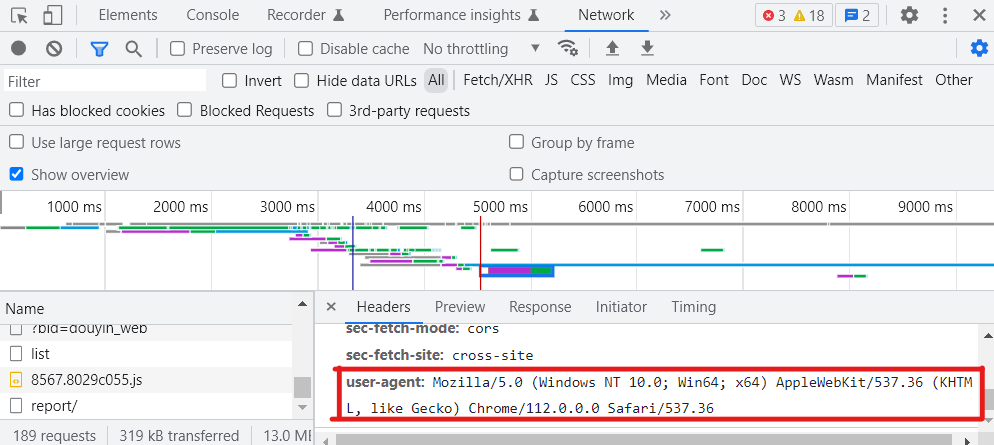 Elements Console Recorder Performance insights Network 3 18 2
Preserve log Disable cache No throttling
Filter Invert Hide data URLs All Fetch/XHR JS CSS Img Media Font Doc WS Wasm Manifest Other
Has blocked cookies Blocked Requests 3rd-party requests
Use large request rows Group by frame
Show overview Capture screenshots
1000 ms 2000 ms 3000 ms 4000 ms 5000 ms 6000 ms 7000 ms 8000 ms 9000 ms
Name Headers Preview Response Initiator Timing
?bid=douyin_web
list
8567.8029c055.js
report/
sec-fetch-mode: cors
sec-fetch-site: cross-site
user-agent: Mozilla/5.0 (Windows NT 10.0; Win64; x64) AppleWebKit/537.36 (KHTM
L, like Gecko) Chrome/112.0.0.0 Safari/537.36
189 requests 319 kB transferred 13.0 M